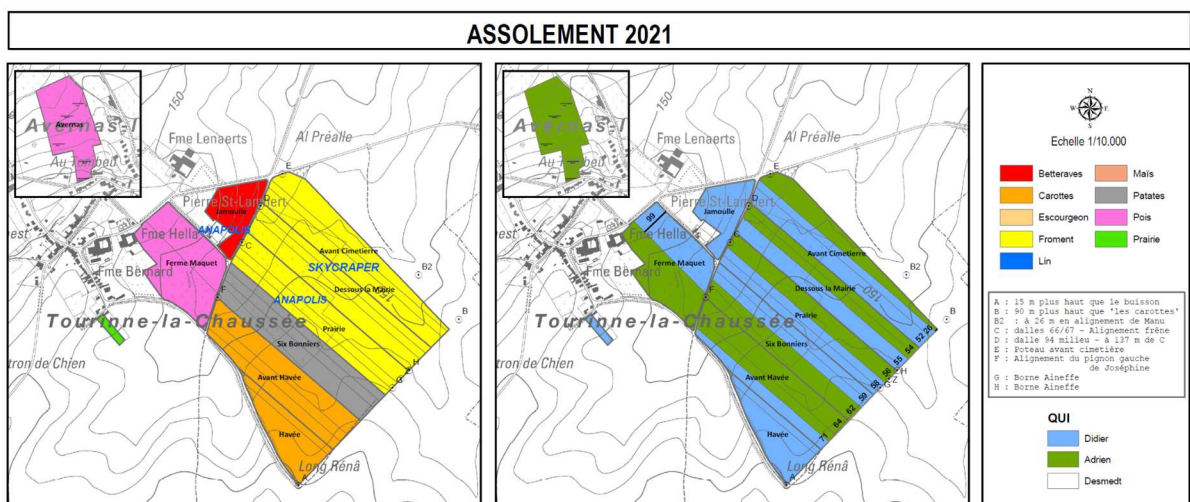 ASSOLEMENT 2021
Avernas
Avernas-l
Au Tombeu
150
Fme Lenaerts
Al Préalle
E
Pierre St-Lambert
Jamoulle
D
ANAPOLIS
Fme Hella
C
Avant Cimetierre
Ferme Maquet
SKYCRAPER
B2
Fme Bernard
Dessous la Mairie
ANAPOLIS
150
F
B
Tourinne-la-Chaussée
Prairie
Six Bonniers
tron de Chien
H
Avant Havée
Z
G
Havée
Long Rénâ
A
Avernas-l
Au Tombeu
150
Fme Lenaerts
Al Préalle
E
Pierre St-Lambert
Jamoulle
D
99
Fme Hella
C
Avant Cimetierre
Ferme Maquet
B2
Fme Bernard
Dessous la Mairie
150
F
B
Tourinne-la-Chaussée
Prairie
26
52
Six Bonniers
54
tron de Chien
55
H
56
Z
Avant Havée
58
G
59
62
64
Havée
71
Long Rénâ
A
N
W E
S
Echelle 1/10.000
Betteraves
Carottes
Escourgeon
Froment
Lin
Maïs
Patates
Pois
Prairie
A : 15 m plus haut que le buisson
B : 90 m plus haut que 'les carottes'
B2 : à 26 m en alignement de Manu
C : dalles 66/67 - Alignement frêne
D : dalle 94 milieu - à 137 m de C
E : Poteau avant cimetière
F : Alignement du pignon gauche
de Joséphine
G : Borne Aineffe
H : Borne Aineffe
QUI
Didier
Adrien
Desmedt